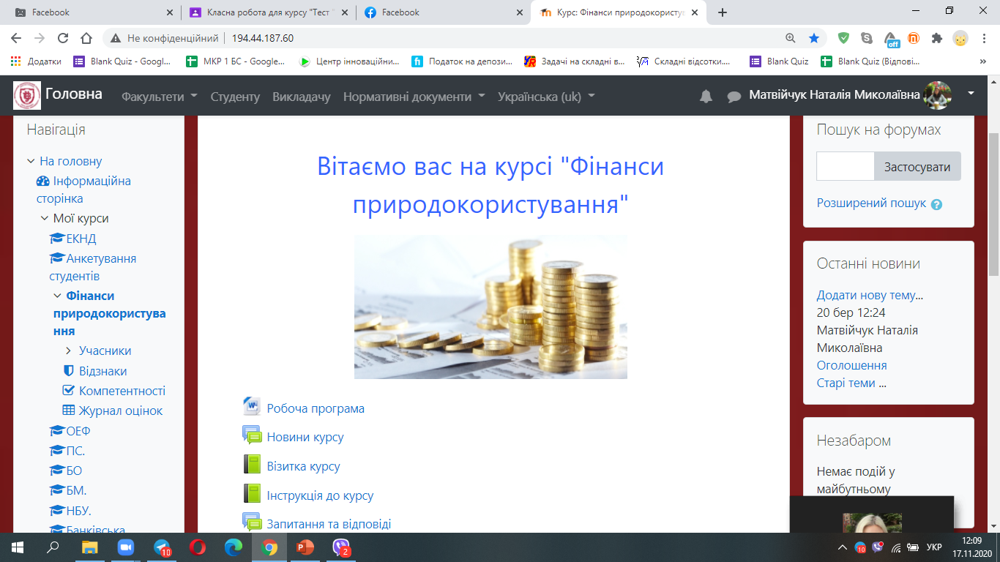 Facebook
Класна робота для курсу "Тест "
Facebook
Курс: Фінанси природокористув
Не конфіденційний
194.44.187.60
off
Додатки
Blank Quiz - Googl...
МКР 1 БС - Google...
Центр інноваційни...
Податок на депози...
Задачі на складні в...
Складні відсотки....
Blank Quiz
Blank Quiz (Відпові...
»
Головна
Факультети
Студенту
Викладачу
Нормативні документи
Українська (uk)
Матвійчук Наталія Миколаївна
Навігація
На головну
Інформаційна
сторінка
Мої курси
ЕКНД
Анкетування
студентів
Фінанси
природокористува
ння
Учасники
Відзнаки
Компетентності
Журнал оцінок
ОЕФ
ПС.
БО
БМ.
НБУ.
Банківська
Вітаємо вас на курсі "Фінанси
природокористування"
Робоча програма
Новини курсу
Візитка курсу
Інструкція до курсу
Запитання та відповіді
Пошук на форумах
Застосувати
Розширений пошук
Останні новини
Додати нову тему...
20 бер 12:24
Матвійчук Наталія
Миколаївна
Оголошення
Старі теми ...
Незабаром
Немає подій у
майбутньому
10
2
10
УКР
12:09
17.11.2020